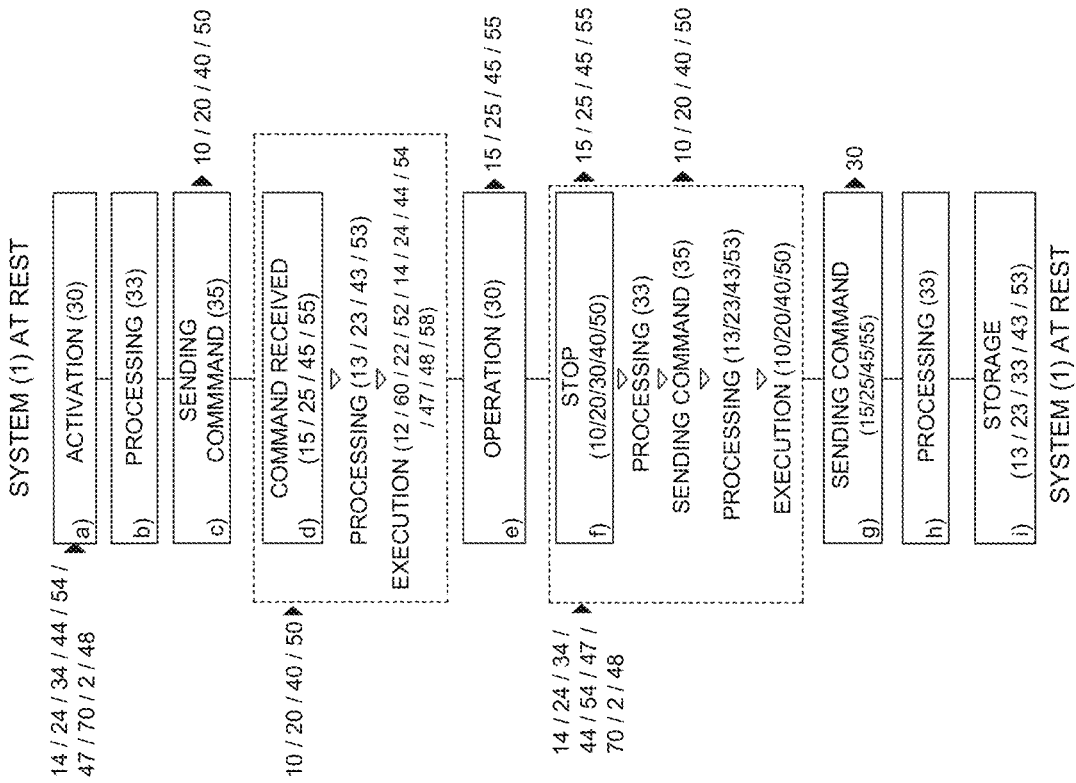 SYSTEM (1) AT REST
14 / 24 / 34 / 44 / 54 /
47 / 70 / 2 / 48
a) ACTIVATION (30)
b) PROCESSING (33)
c) SENDING
COMMMAND (35)
10 / 20 / 40 / 50
10 / 20 / 40 / 50
d) COMMAND RECEIVED
(15 / 25 / 45 / 55)
PROCESSING (13 / 23 / 43 / 53)
EXECUTION (12 / 60 / 22 / 52 / 14 / 24 / 44 / 54
/ 47 / 48 / 58)
e) OPERATION (30)
15 / 25 / 45 / 55
14 / 24 / 34 /
44 / 54 / 47 /
70 / 2 / 48
f) STOP
(10/20/30/40/50)
15 / 25 / 45 / 55
PROCESSING (33)
SENDING COMMAND (35)
10 / 20 / 40 / 50
PROCESSING (13/23/43/53)
EXECUTION (10/20/40/50)
g) SENDING COMMAND
(15/25/45/55)
30
h) PROCESSING (33)
i) STORAGE
(13 / 23 / 33 / 43 / 53)
SYSTEM (1) AT REST